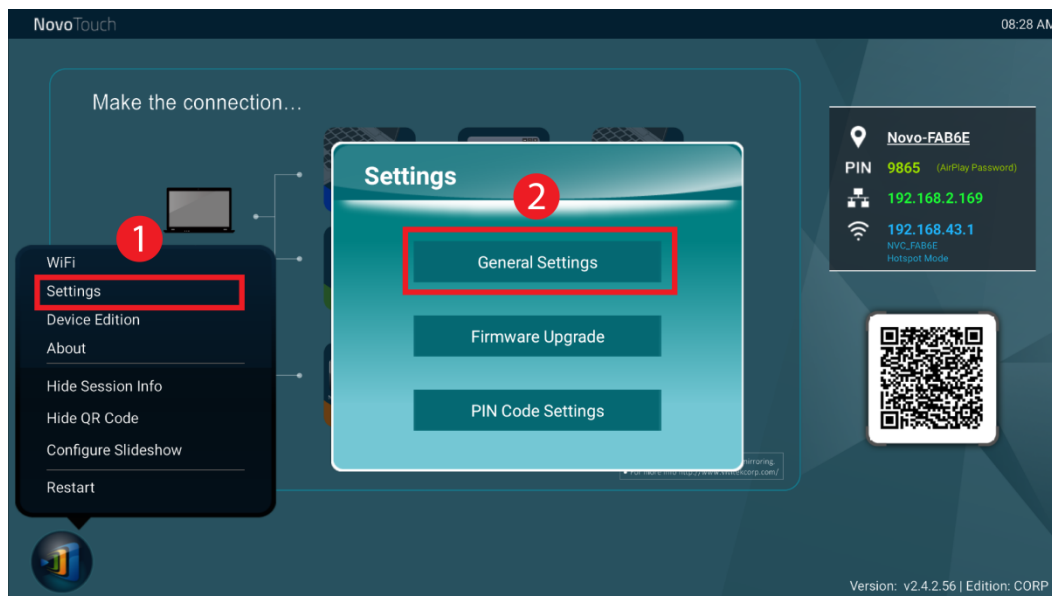 NovoTouch
08:28 AM
Make the connection...
Novo-FAB6E
PIN 9865 (AirPlay Password)
192.168.2.169
192.168.43.1
NVC_FAB6E
Hotspot Mode
1
WiFi
Settings
Device Edition
About
Hide Session Info
Hide QR Code
Configure Slideshow
Restart
Settings
2
General Settings
Firmware Upgrade
PIN Code Settings
mirroring.
Version: v2.4.2.56 | Edition: CORP